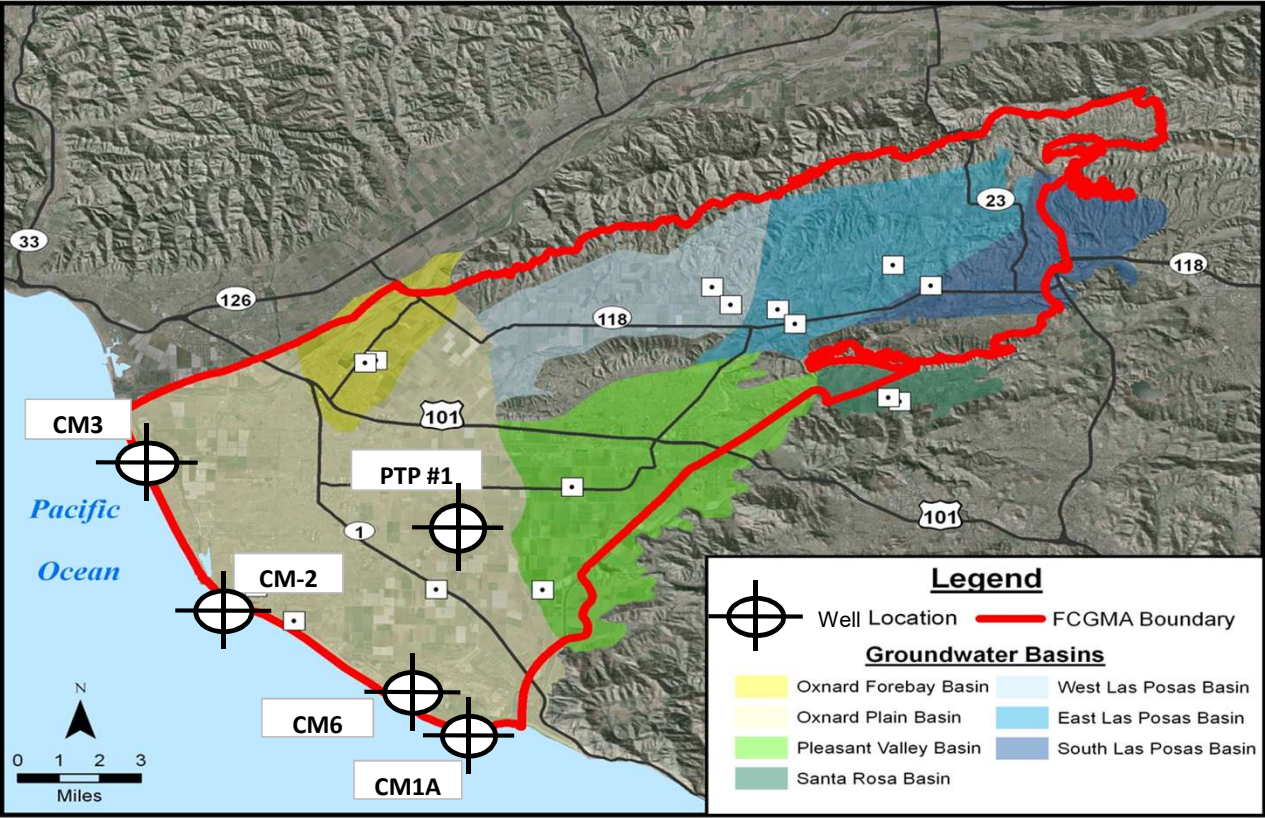 23
33
118
126
118
101
CM3
PTP #1
Pacific
Ocean
1
101
CM-2
CM6
CM1A
N
0 1 2 3
Miles
Legend
Well Location
FCGMA Boundary
Groundwater Basins
Oxnard Forebay Basin
West Las Posas Basin
Oxnard Plain Basin
East Las Posas Basin
Pleasant Valley Basin
South Las Posas Basin
Santa Rosa Basin